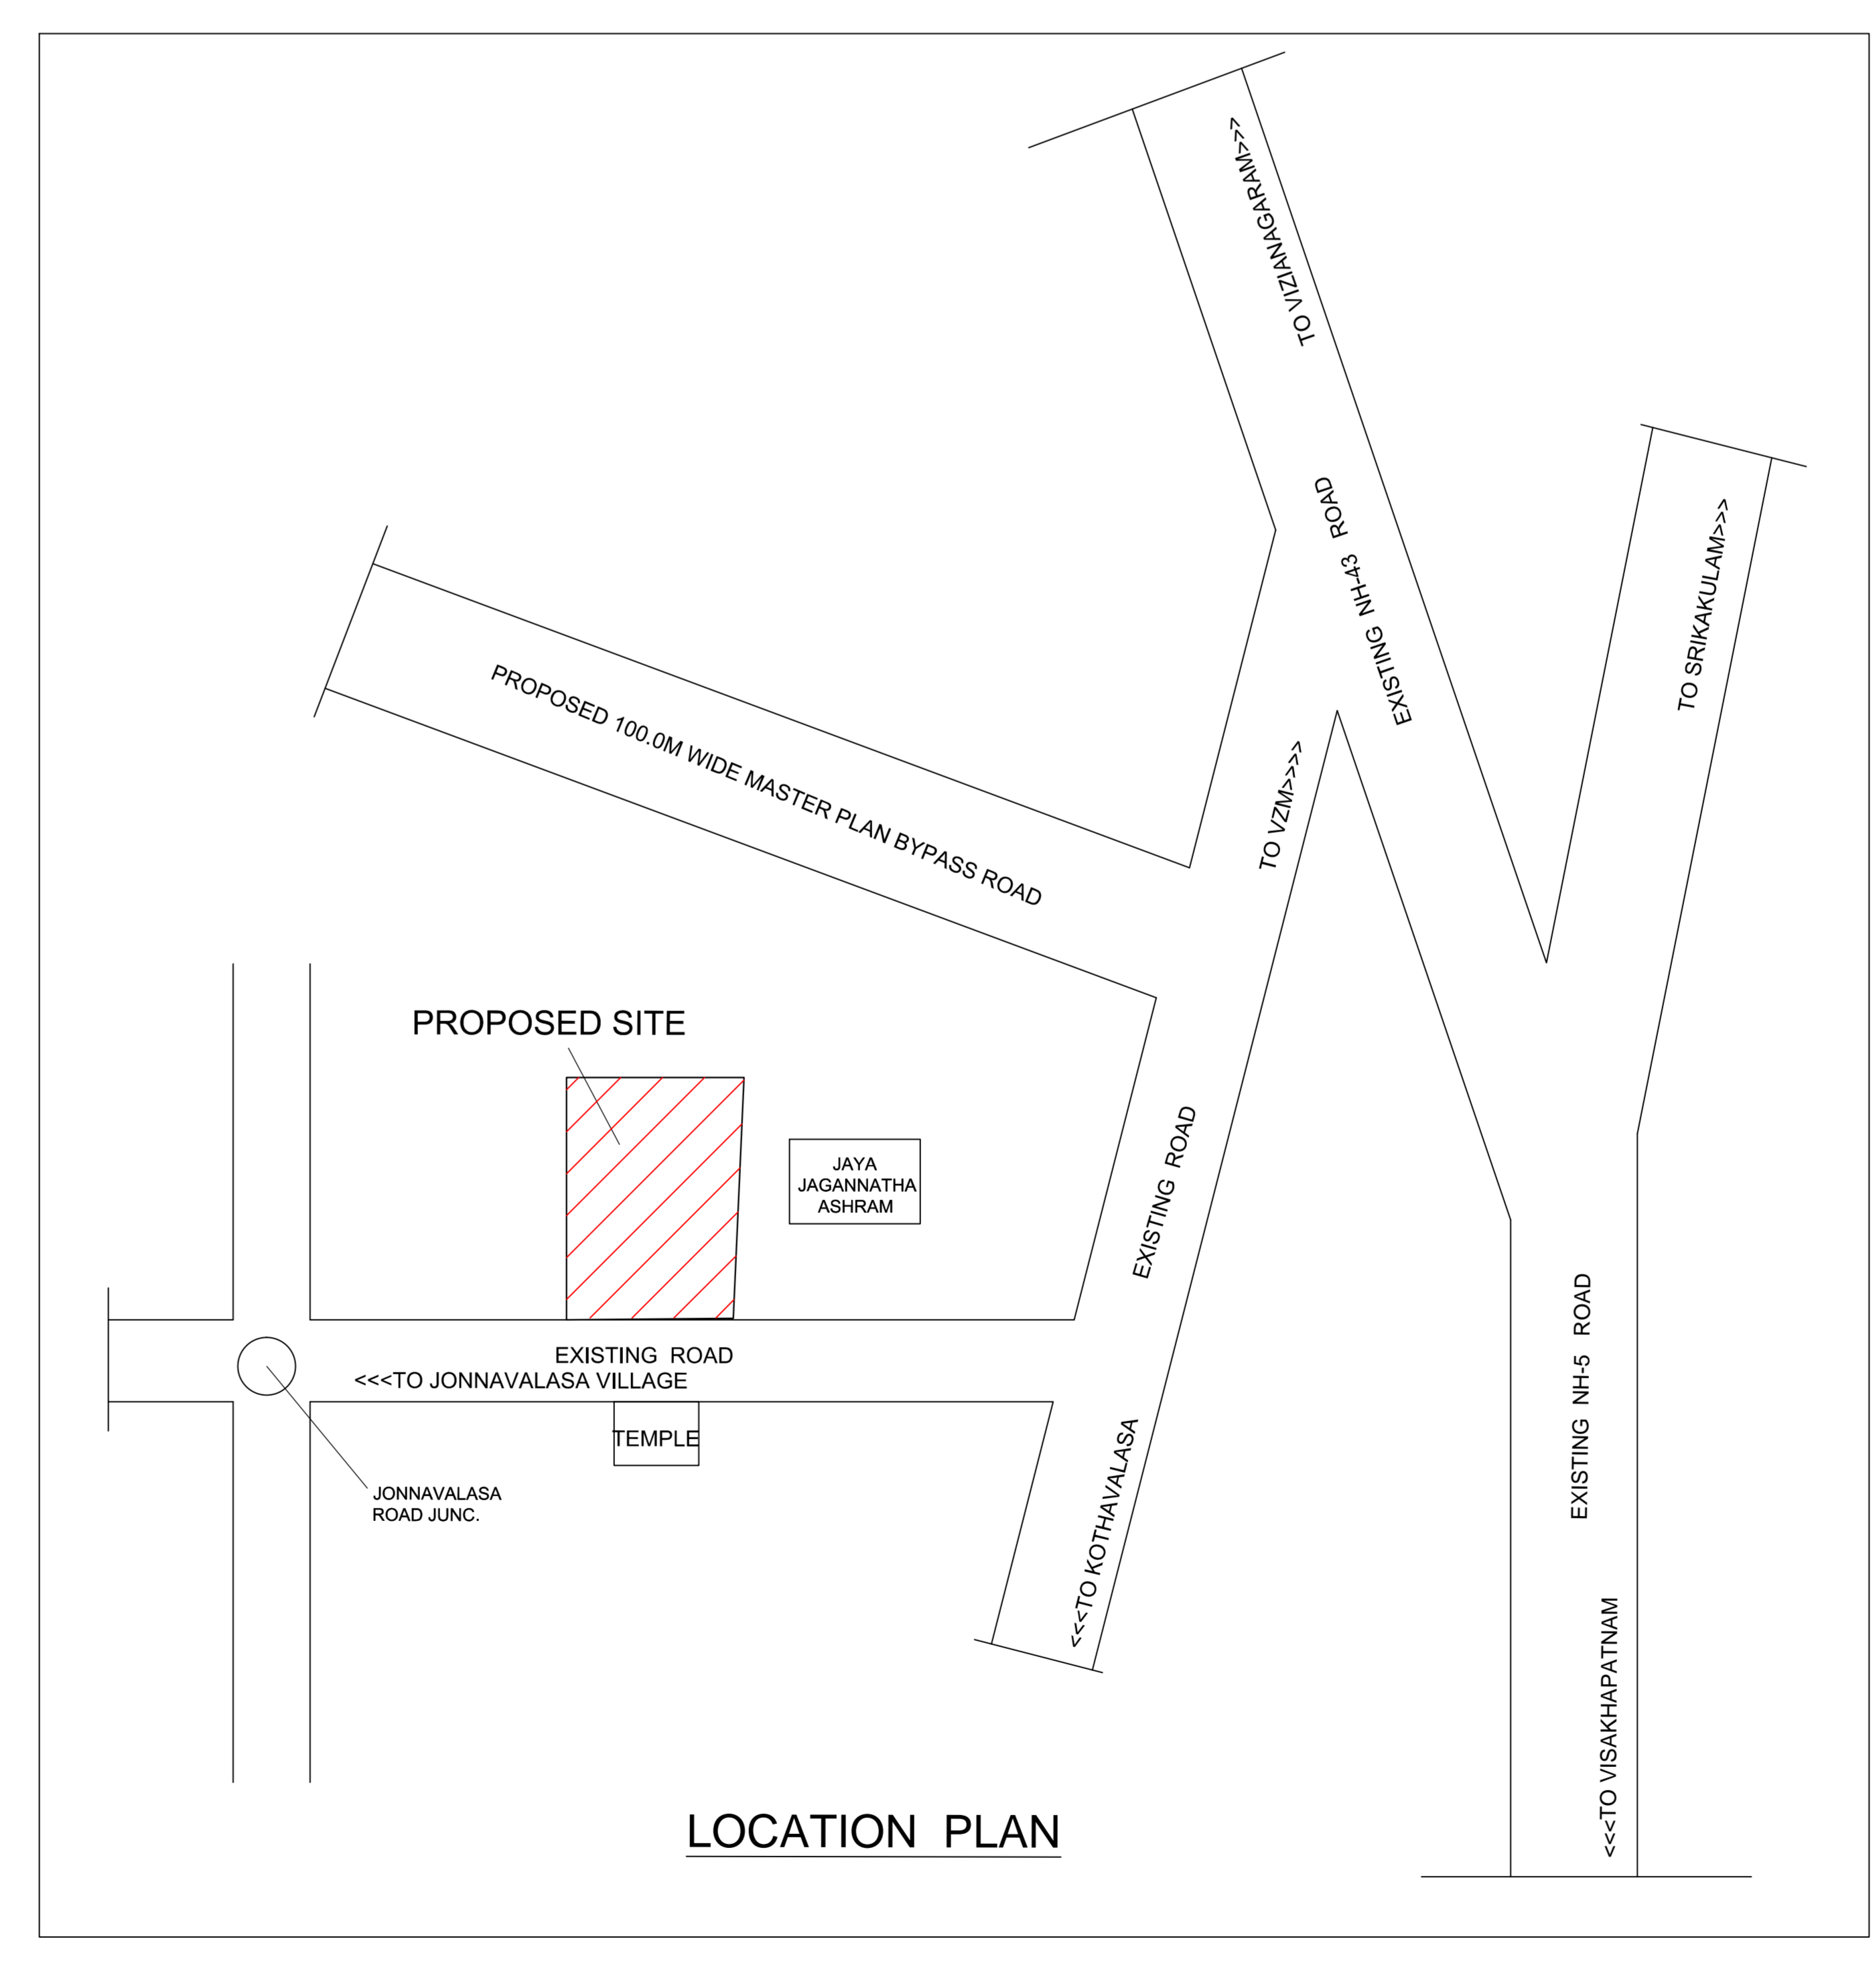 TO VIZIANAGARAM>>>
EXISTING NH-43 ROAD
TO SRIKAKULAM>>>
PROPOSED 100.0M WIDE MASTER PLAN BYPASS ROAD
TO VZM>>>>
PROPOSED SITE
JAYA
JAGANNATHA
ASHRAM
EXISTING ROAD
EXISTING ROAD
<<<TO JONNAVALASA VILLAGE
TEMPLE
JONNAVALASA
ROAD JUNC.
<<<TO KOTHAVALASA
EXISTING NH-5 ROAD
<<<TO VISAKHAPATNAM
LOCATION PLAN